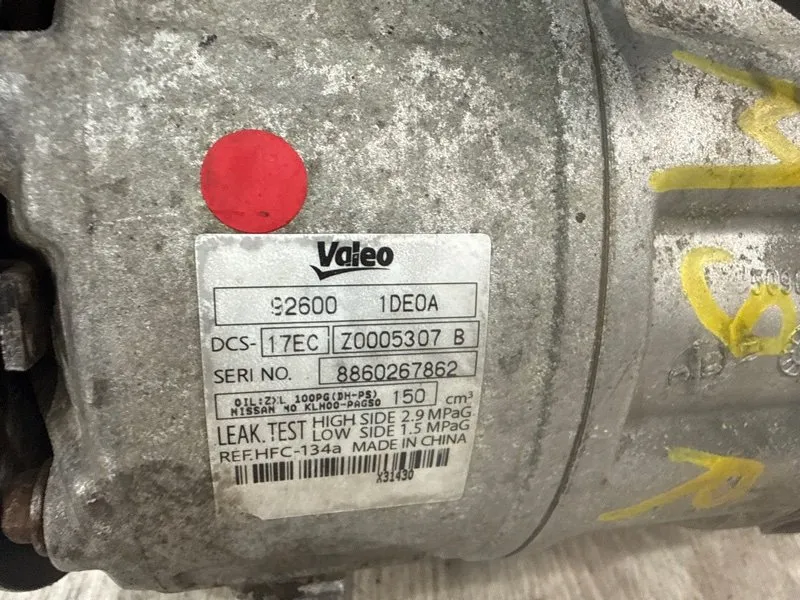 Valeo
92600 1DE0A
DCS- 17EC Z0005307 B
SERI NO. 8860267862
OIL:ZXL 100PG(DH-PS) 150 cm³
NISSAN NO KLH00-PAGS0
LEAK.TEST HIGH SIDE 2.9 MPaG
LOW SIDE 1.5 MPaG
REF.HFC-134a MADE IN CHINA
X31430